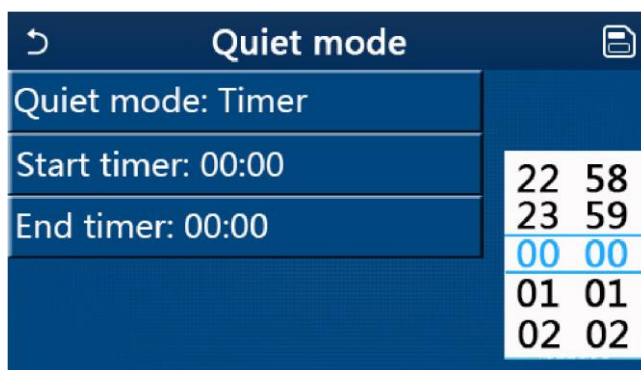 Quiet mode
Quiet mode: Timer
Start timer: 00:00
End timer: 00:00
22 58
23 59
00 00
01 01
02 02